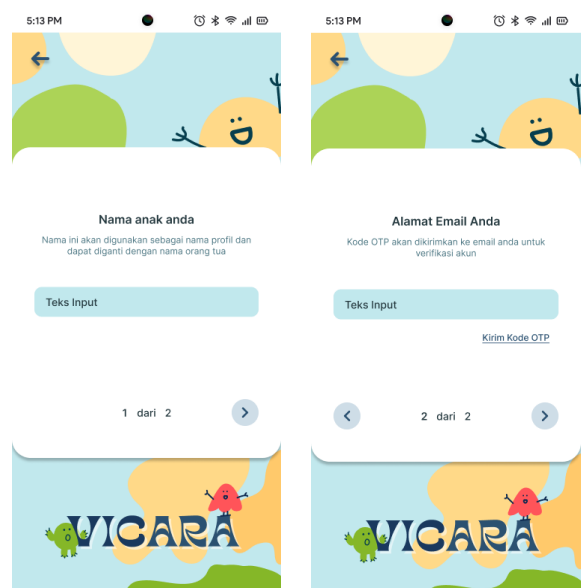 5:13 PM
Nama anak anda
Nama ini akan digunakan sebagai nama profil dan
dapat diganti dengan nama orang tua
Teks Input
1 dari 2
VICARA
5:13 PM
Alamat Email Anda
Kode OTP akan dikirimkan ke email anda untuk
verifikasi akun
Teks Input
Kirim Kode OTP
2 dari 2
VICARA